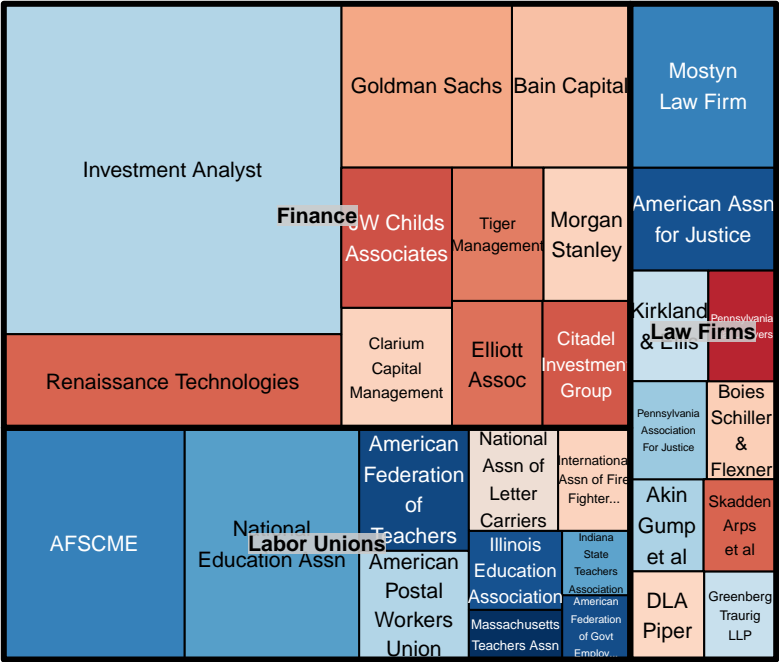 Investment Analyst
Renaissance Technologies
Finance
Goldman Sachs
Bain Capital
JW Childs
Associates
Tiger
Management
Morgan
Stanley
Clarium
Capital
Management
Elliott
Assoc
Citadel
Investment
Group
Mostyn
Law Firm
American Assn
for Justice
Kirkland
& Ellis
Pennsylvania
Law Firms
Pennsylvania
Association
For Justice
Boies
Schiller
&
Flexner
Akin
Gump
et al
Skadden
Arps
et al
DLA
Piper
Greenberg
Traurig
LLP
AFSCME
National
Education Assn
Labor Unions
American
Federation
of
Teachers
American
Postal
Workers
Union
National
Assn of
Letter
Carriers
International
Assn of Fire
Fighter...
Illinois
Education
Association
Indiana
State
Teachers
Association
Massachusetts
Teachers Assn
American
Federation
of Govt
Employ...